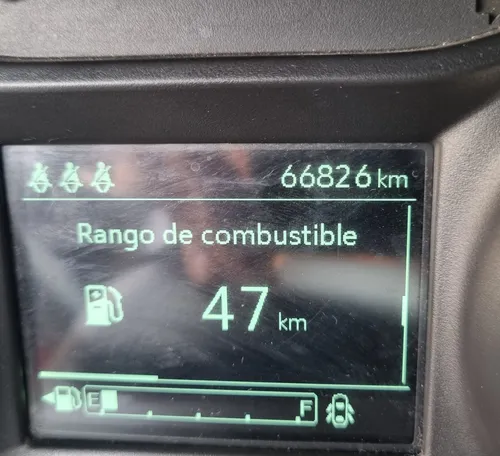 66826 km
Rango de combustible
47 km
E F